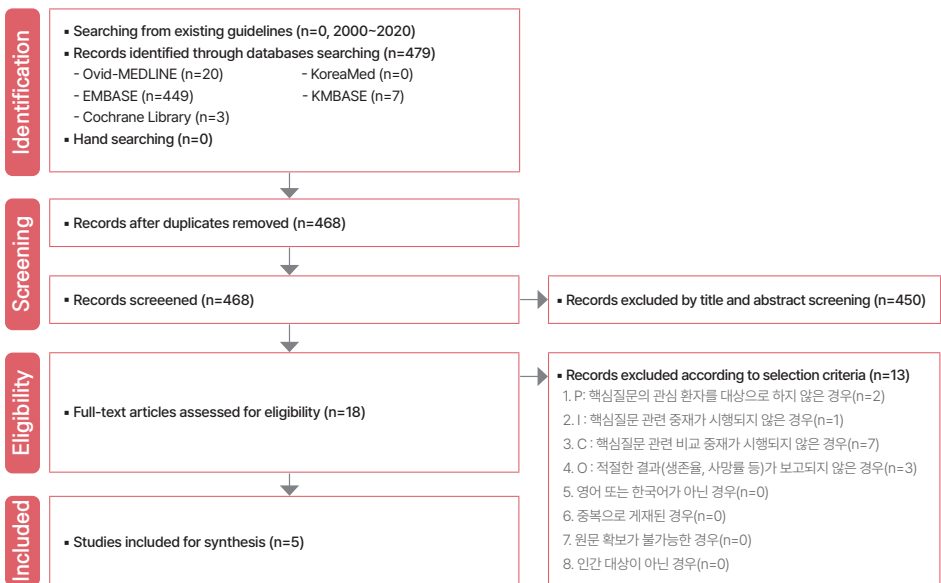 Identification
▪ Searching from existing guidelines (n=0, 2000~2020)
▪ Records identified through databases searching (n=479)
- Ovid-MEDLINE (n=20)
- KoreaMed (n=0)
- EMBASE (n=449)
- KMBASE (n=7)
- Cochrane Library (n=3)
▪ Hand searching (n=0)
Screening
▪ Records after duplicates removed (n=468)
▪ Records screeened (n=468)
▪ Records excluded by title and abstract screening (n=450)
Eligibility
▪ Full-text articles assessed for eligibility (n=18)
▪ Records excluded according to selection criteria (n=13)
1. P: 핵심질문의 관심 환자를 대상으로 하지 않은 경우(n=2)
2. I : 핵심질문 관련 중재가 시행되지 않은 경우(n=1)
3. C : 핵심질문 관련 비교 중재가 시행되지 않은 경우(n=7)
4. O : 적절한 결과(생존율, 사망률 등)가 보고되지 않은 경우(n=3)
5. 영어 또는 한국어가 아닌 경우(n=0)
6. 중복으로 게재된 경우(n=0)
7. 원문 확보가 불가능한 경우(n=0)
8. 인간 대상이 아닌 경우(n=0)
Included
▪ Studies included for synthesis (n=5)